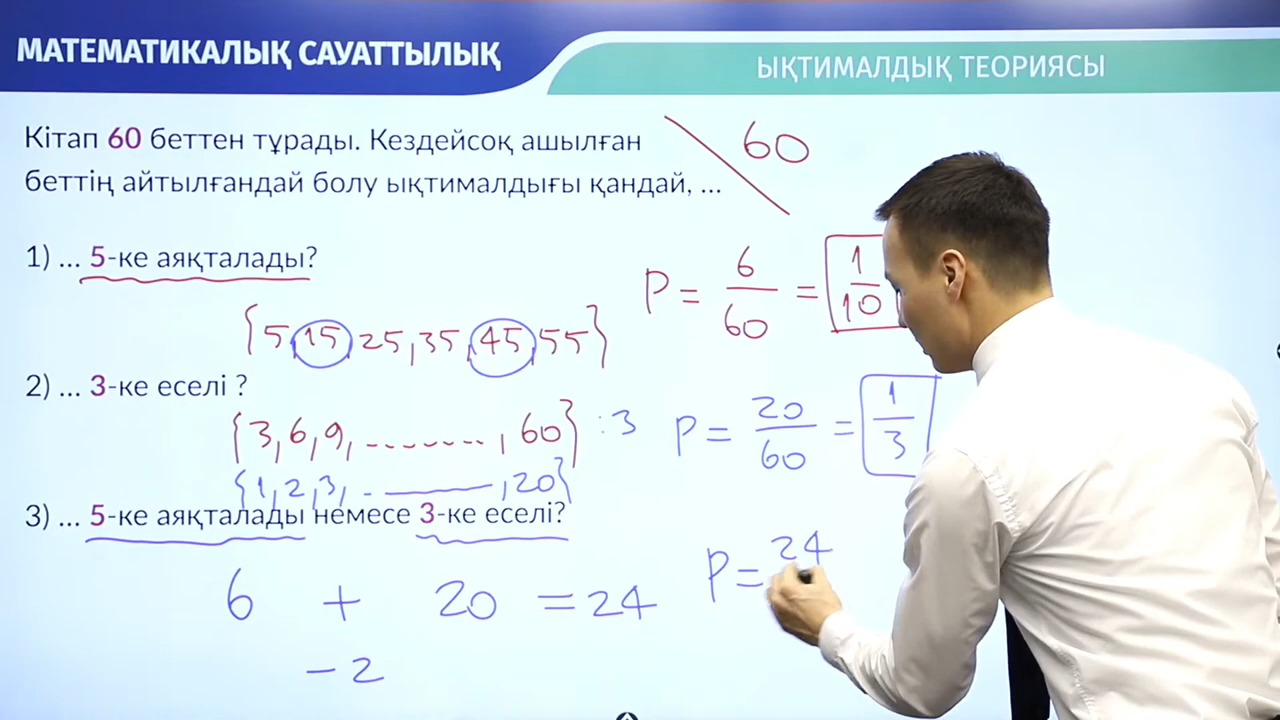 МАТЕМАТИКАЛЫҚ САУАТТЫЛЫҚ
ЫҚТИМАЛДЫҚ ТЕОРИЯСЫ
Кітап 60 беттен тұрады. Кездейсоқ ашылған
беттің айтылғандай болу ықтималдығы қандай, ...
60
1) ... 5-ке аяқталады?
{5,15,25,35,45,55}
P = 6/60 = 1/10
2) ... 3-ке еселі ?
{3,6,9,........,60} :3
{1,2,3,-———,20}
P = 20/60 = 1/3
3) ... 5-ке аяқталады немесе 3-ке еселі?
6 + 20 = 24
-2
P = 24